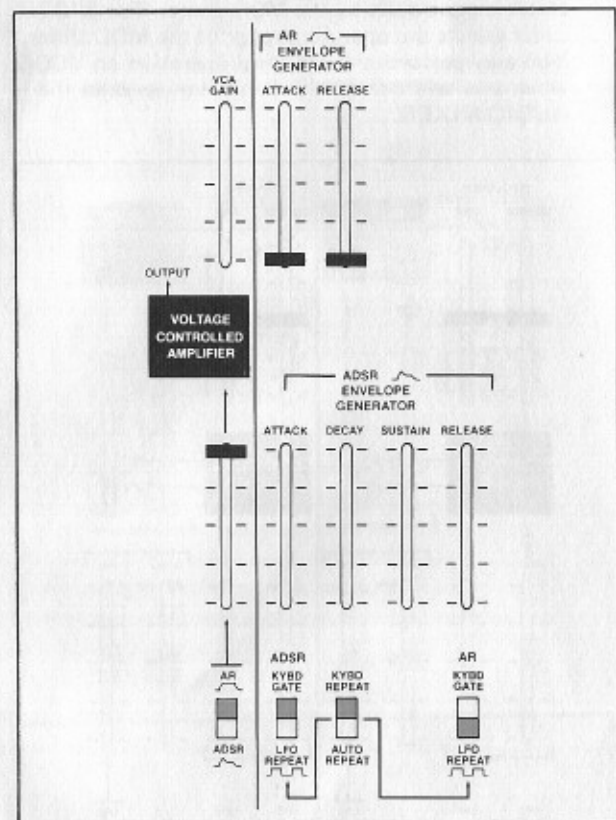 AR
ENVELOPE
GENERATOR
VCA
GAIN
ATTACK
RELEASE
OUTPUT
VOLTAGE
CONTROLLED
AMPLIFIER
ADSR
ENVELOPE
GENERATOR
ATTACK
DECAY
SUSTAIN
RELEASE
AR
ADSR
ADSR
KYBD
GATE
LFO
REPEAT
KYBD
REPEAT
AUTO
REPEAT
AR
KYBD
GATE
LFO
REPEAT